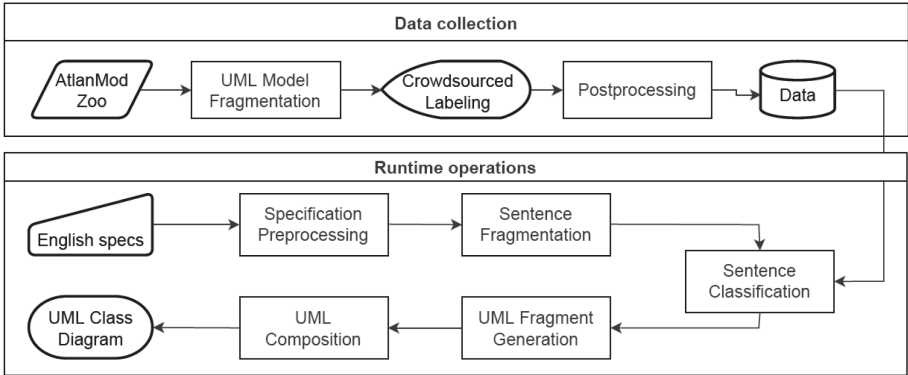 Data collection
AtlanMod
Zoo
UML Model
Fragmentation
Crowdsourced
Labeling
Postprocessing
Data
Runtime operations
English specs
Specification
Preprocessing
Sentence
Fragmentation
Sentence
Classification
UML Fragment
Generation
UML
Composition
UML Class
Diagram